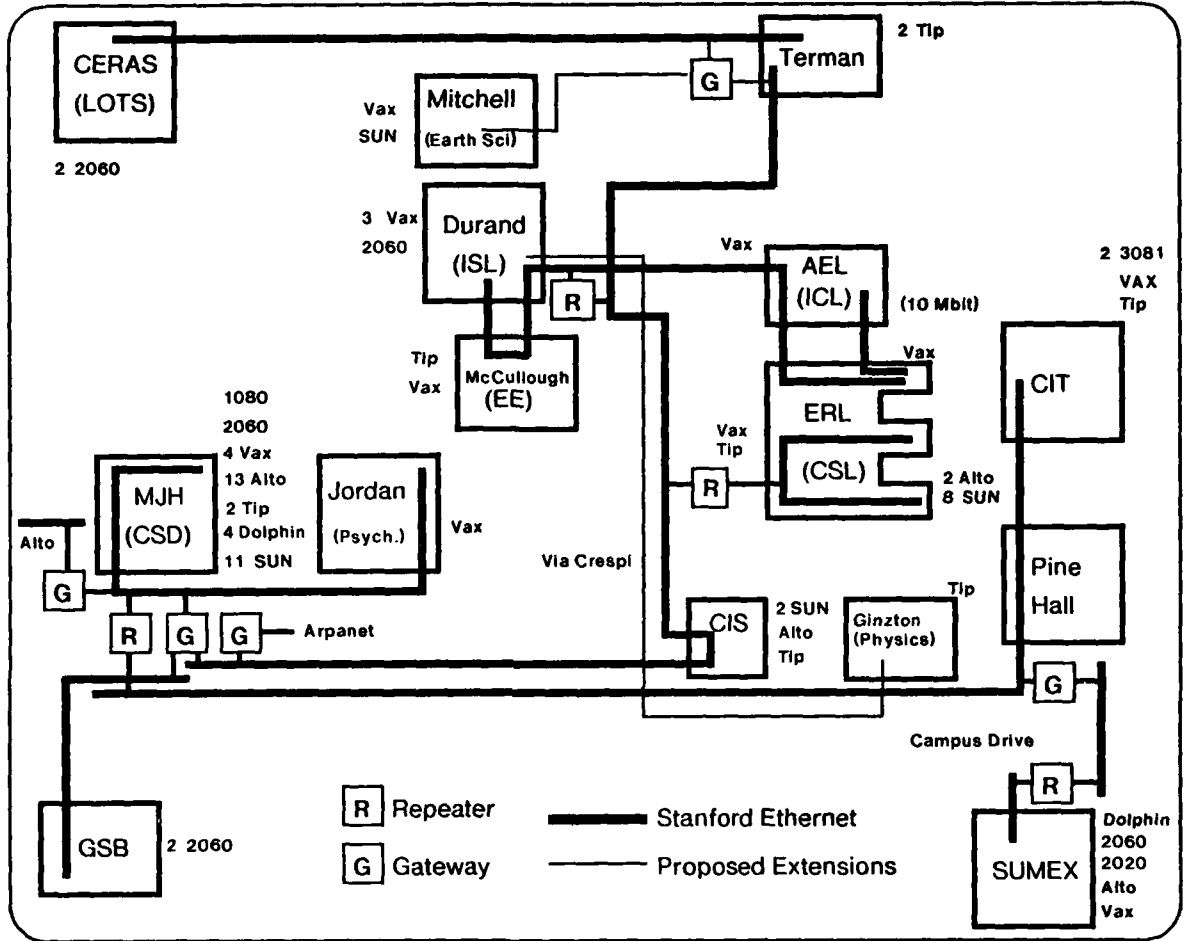 CERAS
(LOTS)
2 2060
Terman
2 Tip
G
Mitchell
(Earth Sci)
Vax
SUN
Durand
(ISL)
3 Vax
2060
R
Vax
AEL
(ICL)
(10 Mbit)
2 3081
VAX
Tip
CIT
McCullough
(EE)
Tip
Vax
Vax
ERL
(CSL)
Vax
Tip
R
2 Alto
8 SUN
1080
2060
4 Vax
13 Alto
2 Tip
4 Dolphin
11 SUN
MJH
(CSD)
Jordan
(Psych.)
Vax
Alto
G
R
G
G
Arpanet
Via Crespi
CIS
2 SUN
Alto
Tip
Tip
Ginzton
(Physics)
Pine
Hall
G
Campus Drive
R
GSB
2 2060
R Repeater
G Gateway
Stanford Ethernet
Proposed Extensions
SUMEX
Dolphin
2060
2020
Alto
Vax